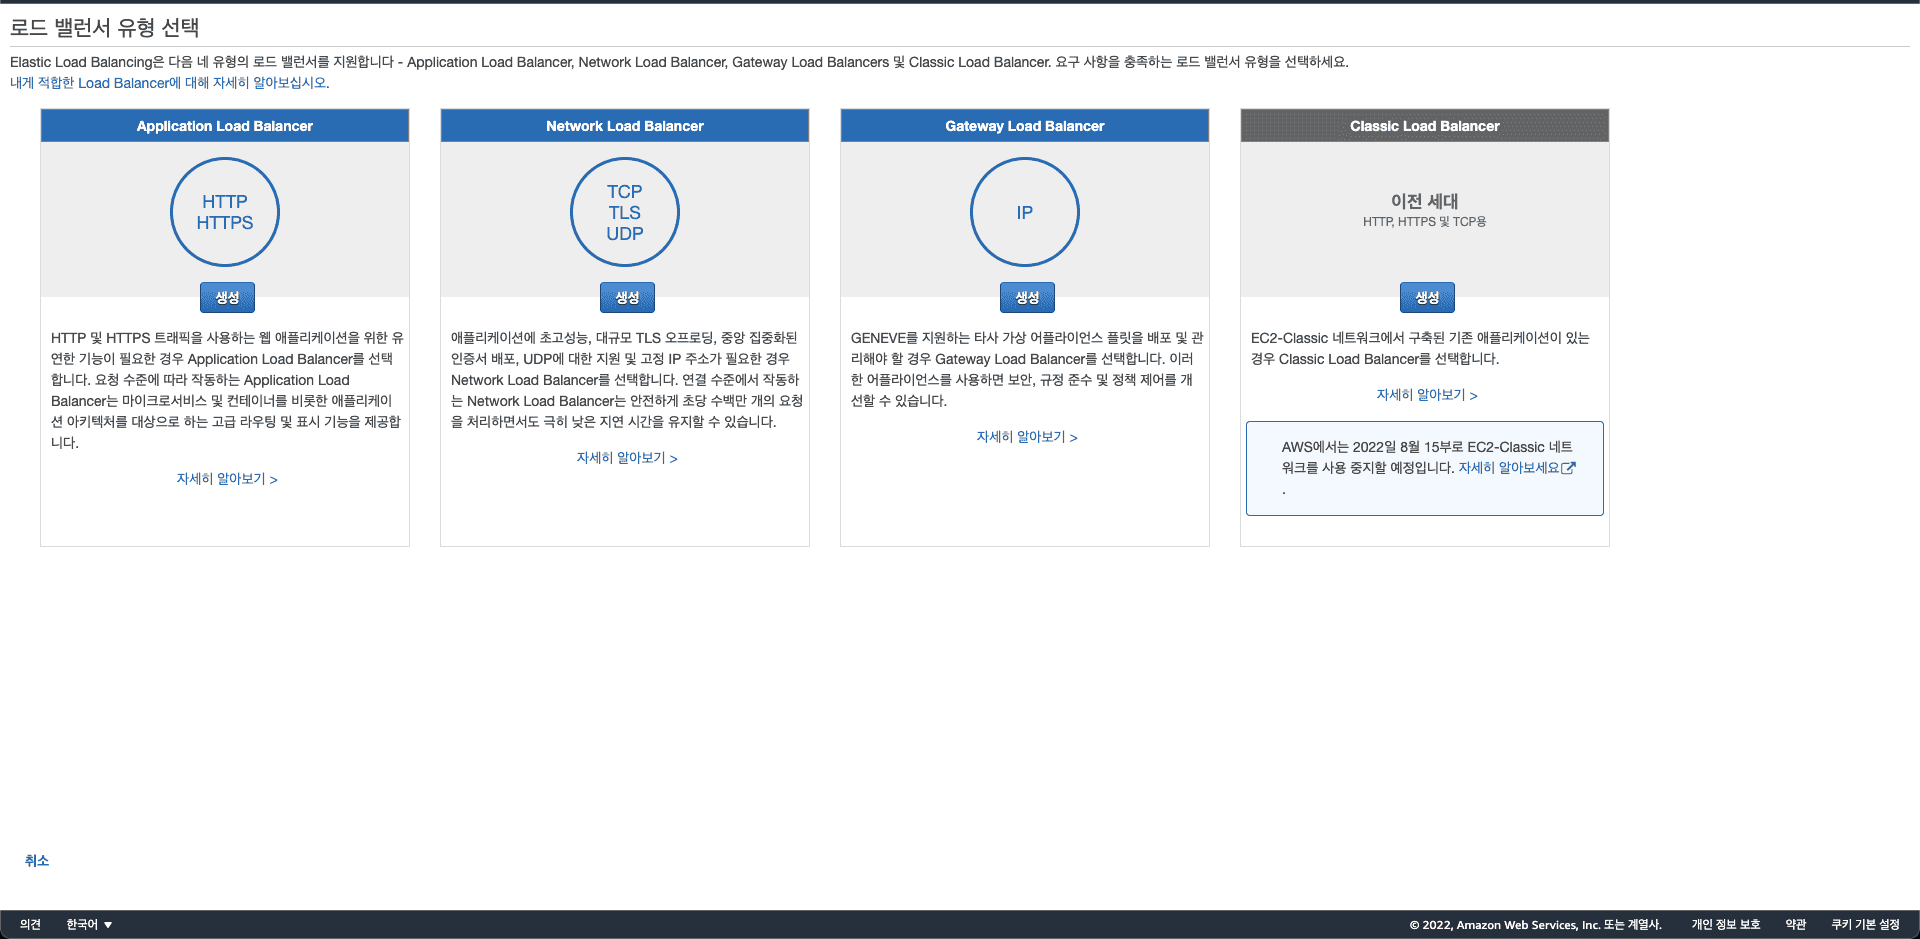 로드 밸런서 유형 선택
Elastic Load Balancing은 다음 네 유형의 로드 밸런서를 지원합니다 - Application Load Balancer, Network Load Balancer, Gateway Load Balancers 및 Classic Load Balancer. 요구 사항을 충족하는 로드 밸런서 유형을 선택하세요.
내게 적합한 Load Balancer에 대해 자세히 알아보십시오.
Application Load Balancer
HTTP
HTTPS
생성
HTTP 및 HTTPS 트래픽을 사용하는 웹 애플리케이션을 위한 유
연한 기능이 필요한 경우 Application Load Balancer를 선택
합니다. 요청 수준에 따라 작동하는 Application Load
Balancer는 마이크로서비스 및 컨테이너를 비롯한 애플리케이
션 아키텍처를 대상으로 하는 고급 라우팅 및 표시 기능을 제공합
니다.
자세히 알아보기 >
Network Load Balancer
TCP
TLS
UDP
생성
애플리케이션에 초고성능, 대규모 TLS 오프로딩, 중앙 집중화된
인증서 배포, UDP에 대한 지원 및 고정 IP 주소가 필요한 경우
Network Load Balancer를 선택합니다. 연결 수준에서 작동하
는 Network Load Balancer는 안전하게 초당 수백만 개의 요청
을 처리하면서도 극히 낮은 지연 시간을 유지할 수 있습니다.
자세히 알아보기 >
Gateway Load Balancer
IP
생성
GENEVE를 지원하는 타사 가상 어플라이언스 플릿을 배포 및 관
리해야 할 경우 Gateway Load Balancer를 선택합니다. 이러
한 어플라이언스를 사용하면 보안, 규정 준수 및 정책 제어를 개
선할 수 있습니다.
자세히 알아보기 >
Classic Load Balancer
이전 세대
HTTP, HTTPS 및 TCP용
생성
EC2-Classic 네트워크에서 구축된 기존 애플리케이션이 있는
경우 Classic Load Balancer를 선택합니다.
자세히 알아보기 >
AWS에서는 2022일 8월 15부로 EC2-Classic 네트
워크를 사용 중지할 예정입니다. 자세히 알아보세요
.
취소
의견
한국어
© 2022, Amazon Web Services, Inc. 또는 계열사.
개인 정보 보호
약관
쿠키 기본 설정